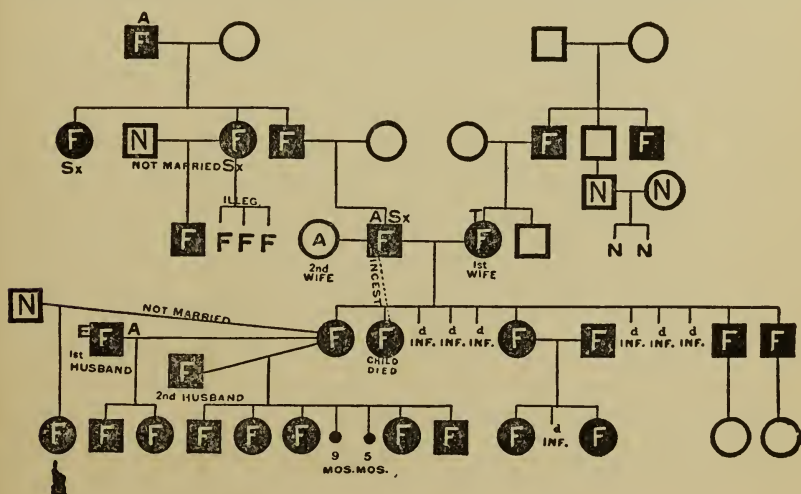 A
F
F N F F F F
Sx NOT MARRIED Sx
ILLEG. N N
F F F F N N
A Sx T
A F F
2nd WIFE 1st WIFE
INCEST
N NOT MARRIED
E F A F F d d d F F d d d F F
1st HUSBAND CHILD DIED INF. INF. INF. INF. INF. INF.
F
2nd HUSBAND
F F F F F F F F F d F
9 5 INF.
MOS. MOS.